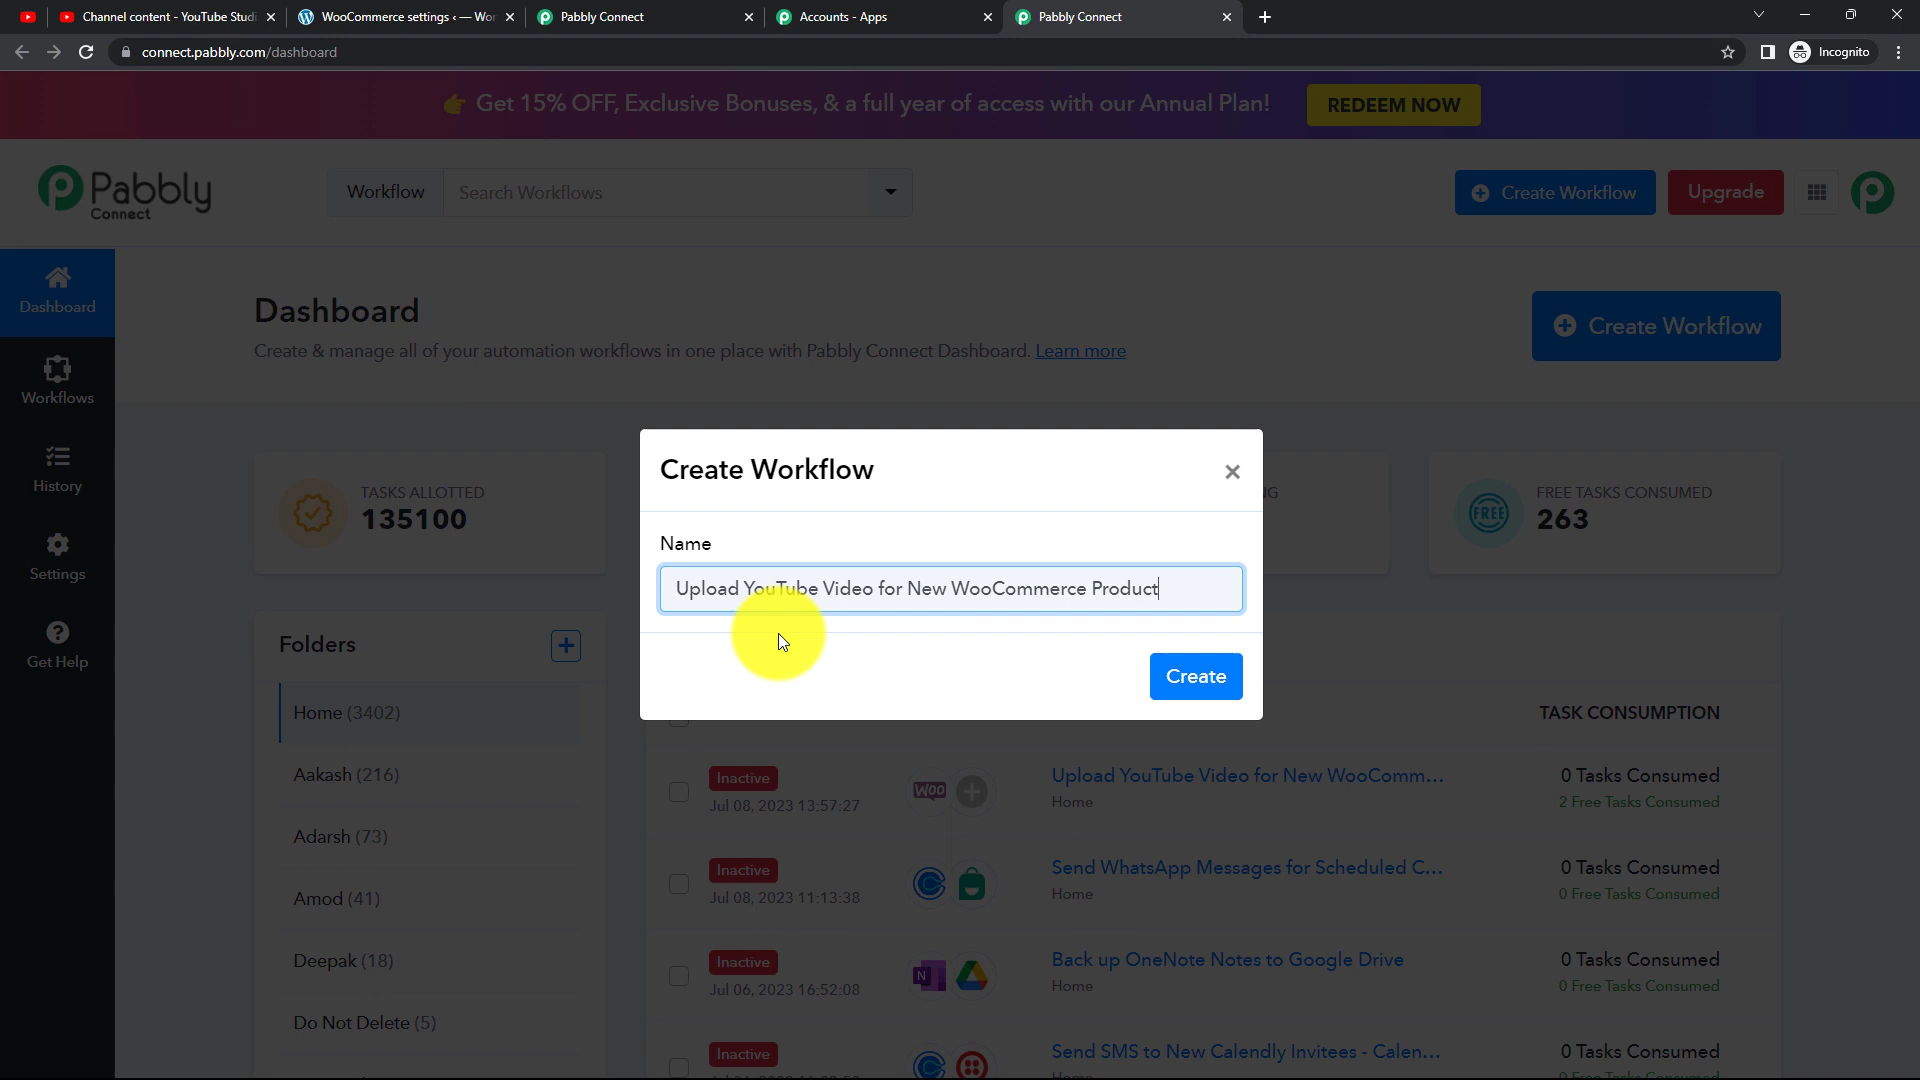 Channel content - YouTube Studi
WooCommerce settings ‹ — Wor
Pabbly Connect
Accounts - Apps
Pabbly Connect
connect.pabbly.com/dashboard
Incognito
Get 15% OFF, Exclusive Bonuses, & a full year of access with our Annual Plan!
REDEEM NOW
Pabbly
Connect
Workflow
Search Workflows
Create Workflow
Upgrade
Dashboard
Workflows
History
Settings
Get Help
Dashboard
Create & manage all of your automation workflows in one place with Pabbly Connect Dashboard. Learn more
Create Workflow
TASKS ALLOTTED
135100
NG
FREE
FREE TASKS CONSUMED
263
Create Workflow
Name
Upload YouTube Video for New WooCommerce Product
Create
Folders
Home (3402)
Aakash (216)
Adarsh (73)
Amod (41)
Deepak (18)
Do Not Delete (5)
TASK CONSUMPTION
Inactive
Jul 08, 2023 13:57:27
Woo
Upload YouTube Video for New WooComm...
Home
0 Tasks Consumed
2 Free Tasks Consumed
Inactive
Jul 08, 2023 11:13:38
Send WhatsApp Messages for Scheduled C...
Home
0 Tasks Consumed
0 Free Tasks Consumed
Inactive
Jul 06, 2023 16:52:08
N
Back up OneNote Notes to Google Drive
Home
0 Tasks Consumed
0 Free Tasks Consumed
Inactive
Send SMS to New Calendly Invitees - Calen...
Home
0 Tasks Consumed
0 Free Tasks Consumed